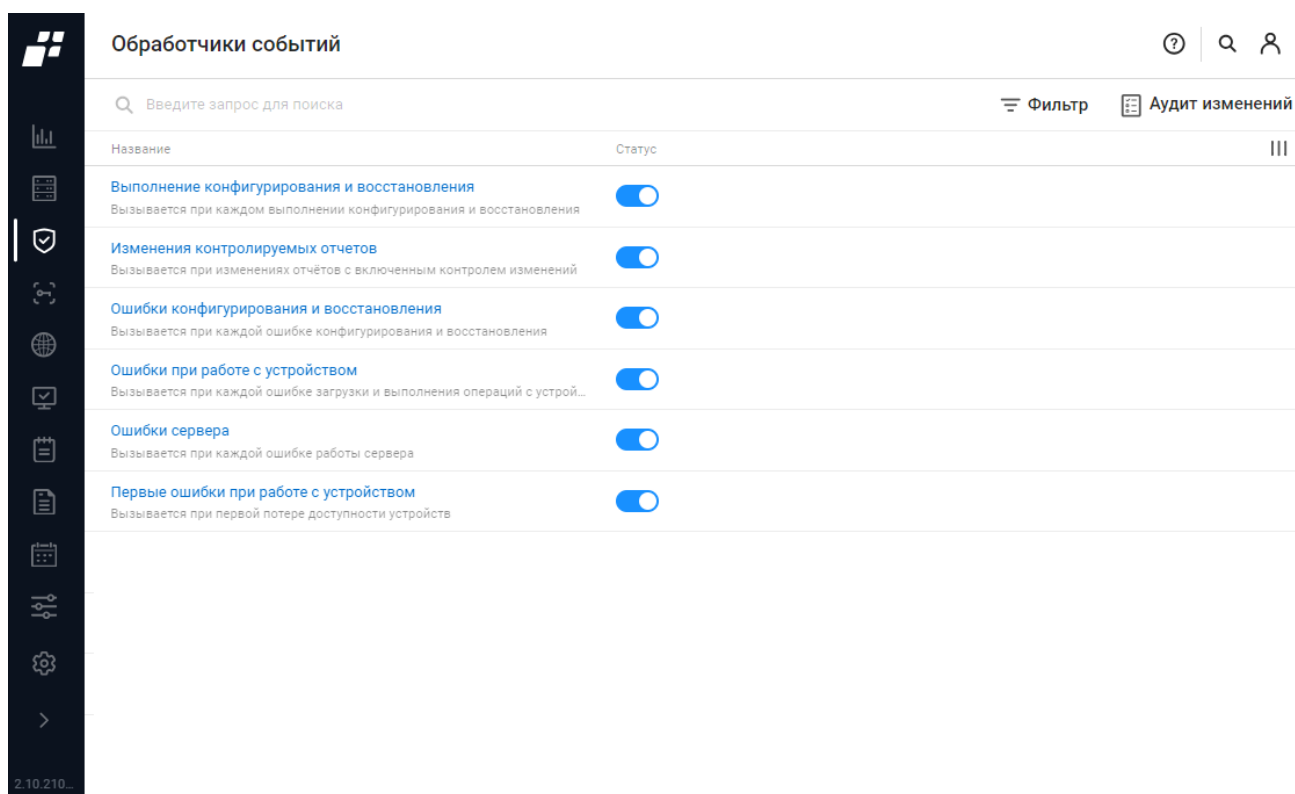 Обработчики событий
Введите запрос для поиска
Фильтр
Аудит изменений
Название
Статус
Выполнение конфигурирования и восстановления
Вызывается при каждом выполнении конфигурирования и восстановления
Изменения контролируемых отчетов
Вызывается при изменениях отчётов с включенным контролем изменений
Ошибки конфигурирования и восстановления
Вызывается при каждой ошибке конфигурирования и восстановления
Ошибки при работе с устройством
Вызывается при каждой ошибке загрузки и выполнения операций с устрой...
Ошибки сервера
Вызывается при каждой ошибке работы сервера
Первые ошибки при работе с устройством
Вызывается при первой потере доступности устройств
2.10.210...